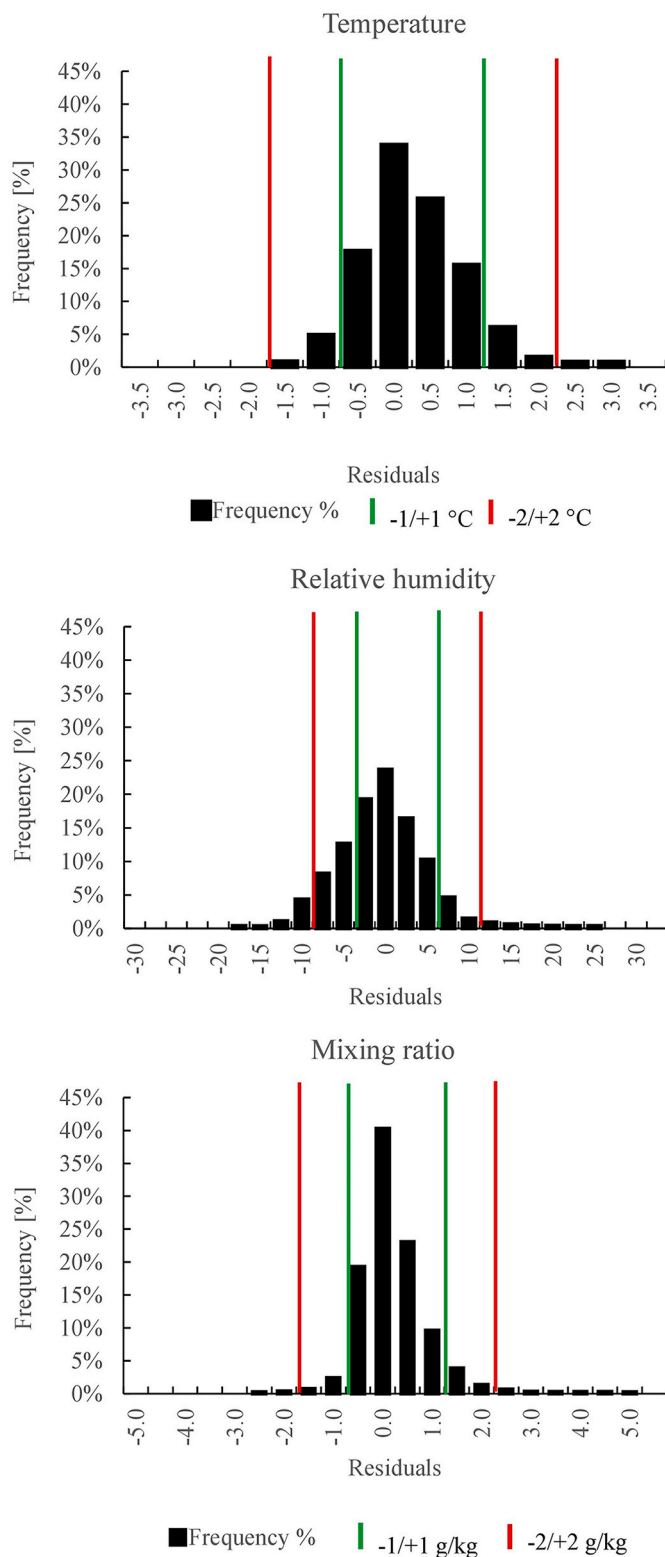 Temperature
45%
40%
35%
30%
25%
20%
15%
10%
5%
0%
Frequency [%]
-3.5 -3.0 -2.5 -2.0 -1.5 -1.0 -0.5 0.0 0.5 1.0 1.5 2.0 2.5 3.0 3.5
Residuals
Frequency % -1/+1 °C -2/+2 °C
Relative humidity
45%
40%
35%
30%
25%
20%
15%
10%
5%
0%
Frequency [%]
-30 -25 -20 -15 -10 -5 0 5 10 15 20 25 30
Residuals
Mixing ratio
45%
40%
35%
30%
25%
20%
15%
10%
5%
0%
Frequency [%]
-5.0 -4.0 -3.0 -2.0 -1.0 0.0 1.0 2.0 3.0 4.0 5.0
Residuals
Frequency % -1/+1 g/kg -2/+2 g/kg